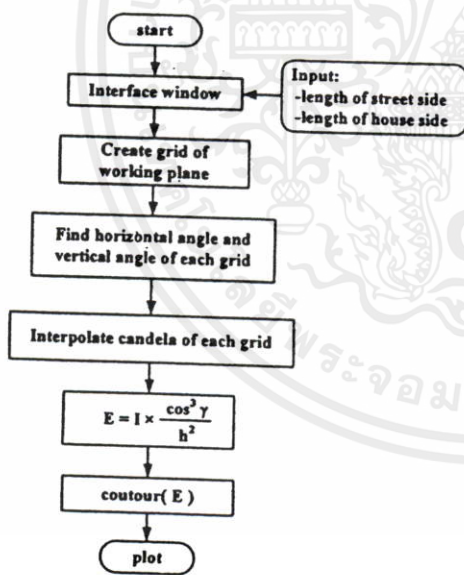 start
Interface window
Input:
-length of street side
-length of house side
Create grid of
working plane
Find horizontal angle and
vertical angle of each grid
Interpolate candela of each grid
E = I × cos³ γ / h²
coutour( E )
plot